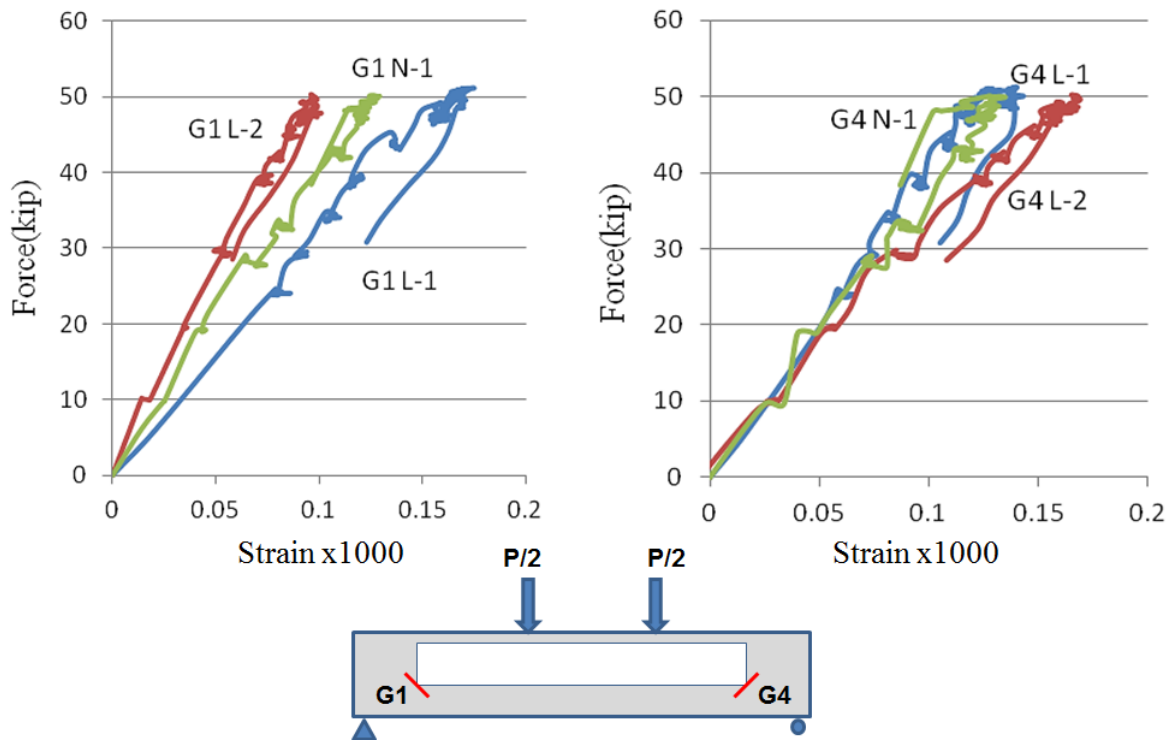 60
50
40
30
20
10
0
Force(kip)
G1 N-1
G1 L-2
G1 L-1
0 0.05 0.1 0.15 0.2
Strain x1000
60
50
40
30
20
10
0
Force(kip)
G4 L-1
G4 N-1
G4 L-2
0 0.05 0.1 0.15 0.2
Strain x1000
P/2 P/2
G1 G4